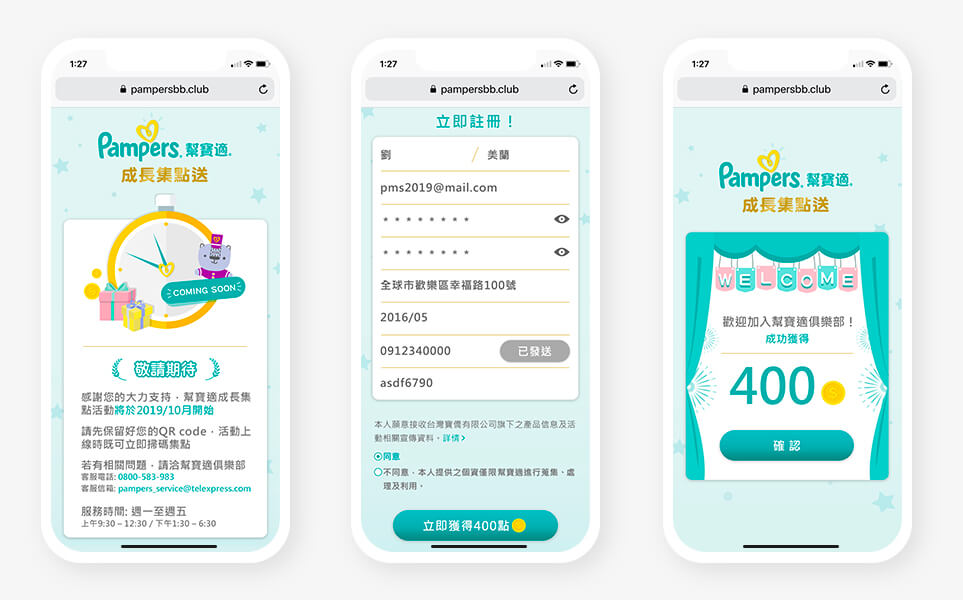 1:27
pampersbb.club
Pampers. 幫寶適®
成長集點送
COMING SOON
敬請期待
感謝您的大力支持，幫寶適成長集
點活動將於2019/10月開始
請先保留好您的QR code，活動上
線時既可立即掃碼集點
若有相關問題，請洽幫寶適俱樂部
客服電話: 0800-583-983
客服信箱: pampers_service@telexpress.com
服務時間: 週一至週五
上午9:30 – 12:30 / 下午1:30 – 6:30
1:27
pampersbb.club
立即註冊！
劉 / 美蘭
pms2019@mail.com
* * * * * * * *
* * * * * * * *
全球市歡樂區幸福路100號
2016/05
0912340000 已發送
asdf6790
本人願意接收台灣寶僑有限公司旗下之產品信息及活
動相關宣傳資料。詳情>
同意
不同意，本人提供之個資僅限幫寶適進行蒐集、處
理及利用。
立即獲得400點
1:27
pampersbb.club
Pampers. 幫寶適®
成長集點送
WELCOME
歡迎加入幫寶適俱樂部！
成功獲得
400
確認